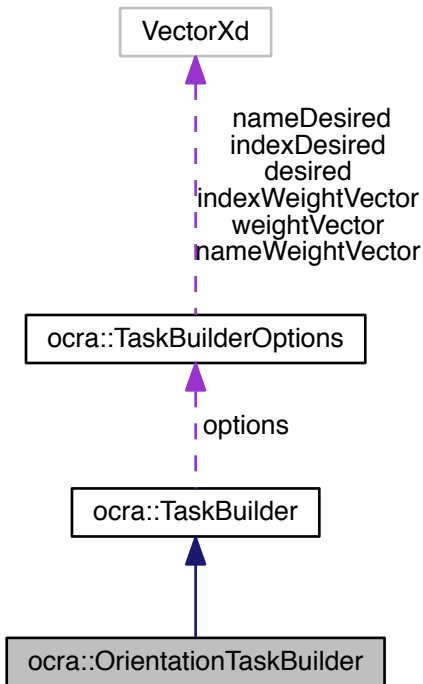 VectorXd
nameDesired
indexDesired
desired
indexWeightVector
weightVector
nameWeightVector
ocra::TaskBuilderOptions
options
ocra::TaskBuilder
ocra::OrientationTaskBuilder